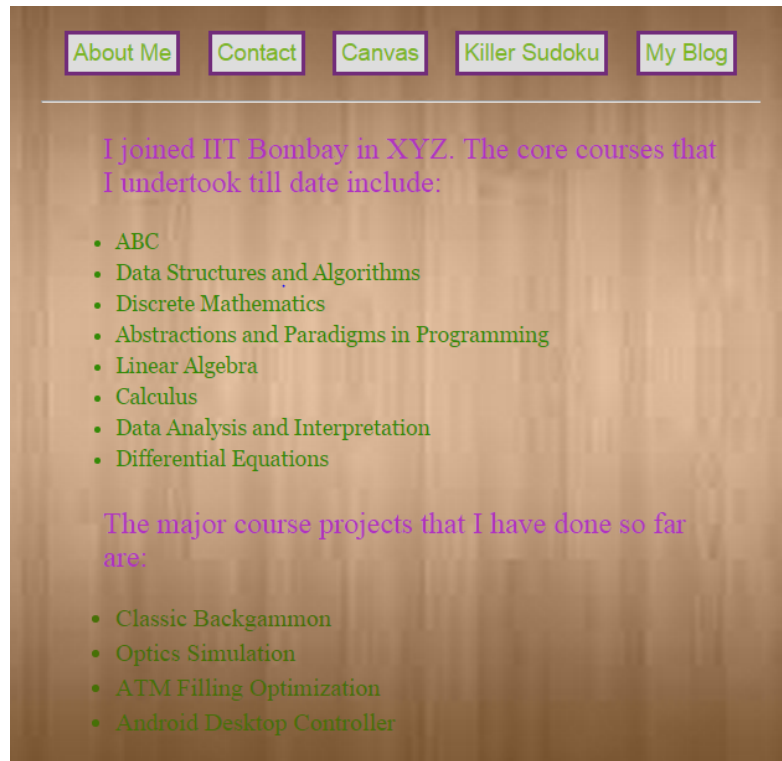 About Me Contact Canvas Killer Sudoku My Blog
I joined IIT Bombay in XYZ. The core courses that
I undertook till date include:
ABC
Data Structures and Algorithms
Discrete Mathematics
Abstractions and Paradigms in Programming
Linear Algebra
Calculus
Data Analysis and Interpretation
Differential Equations
The major course projects that I have done so far
are:
Classic Backgammon
Optics Simulation
ATM Filling Optimization
Android Desktop Controller